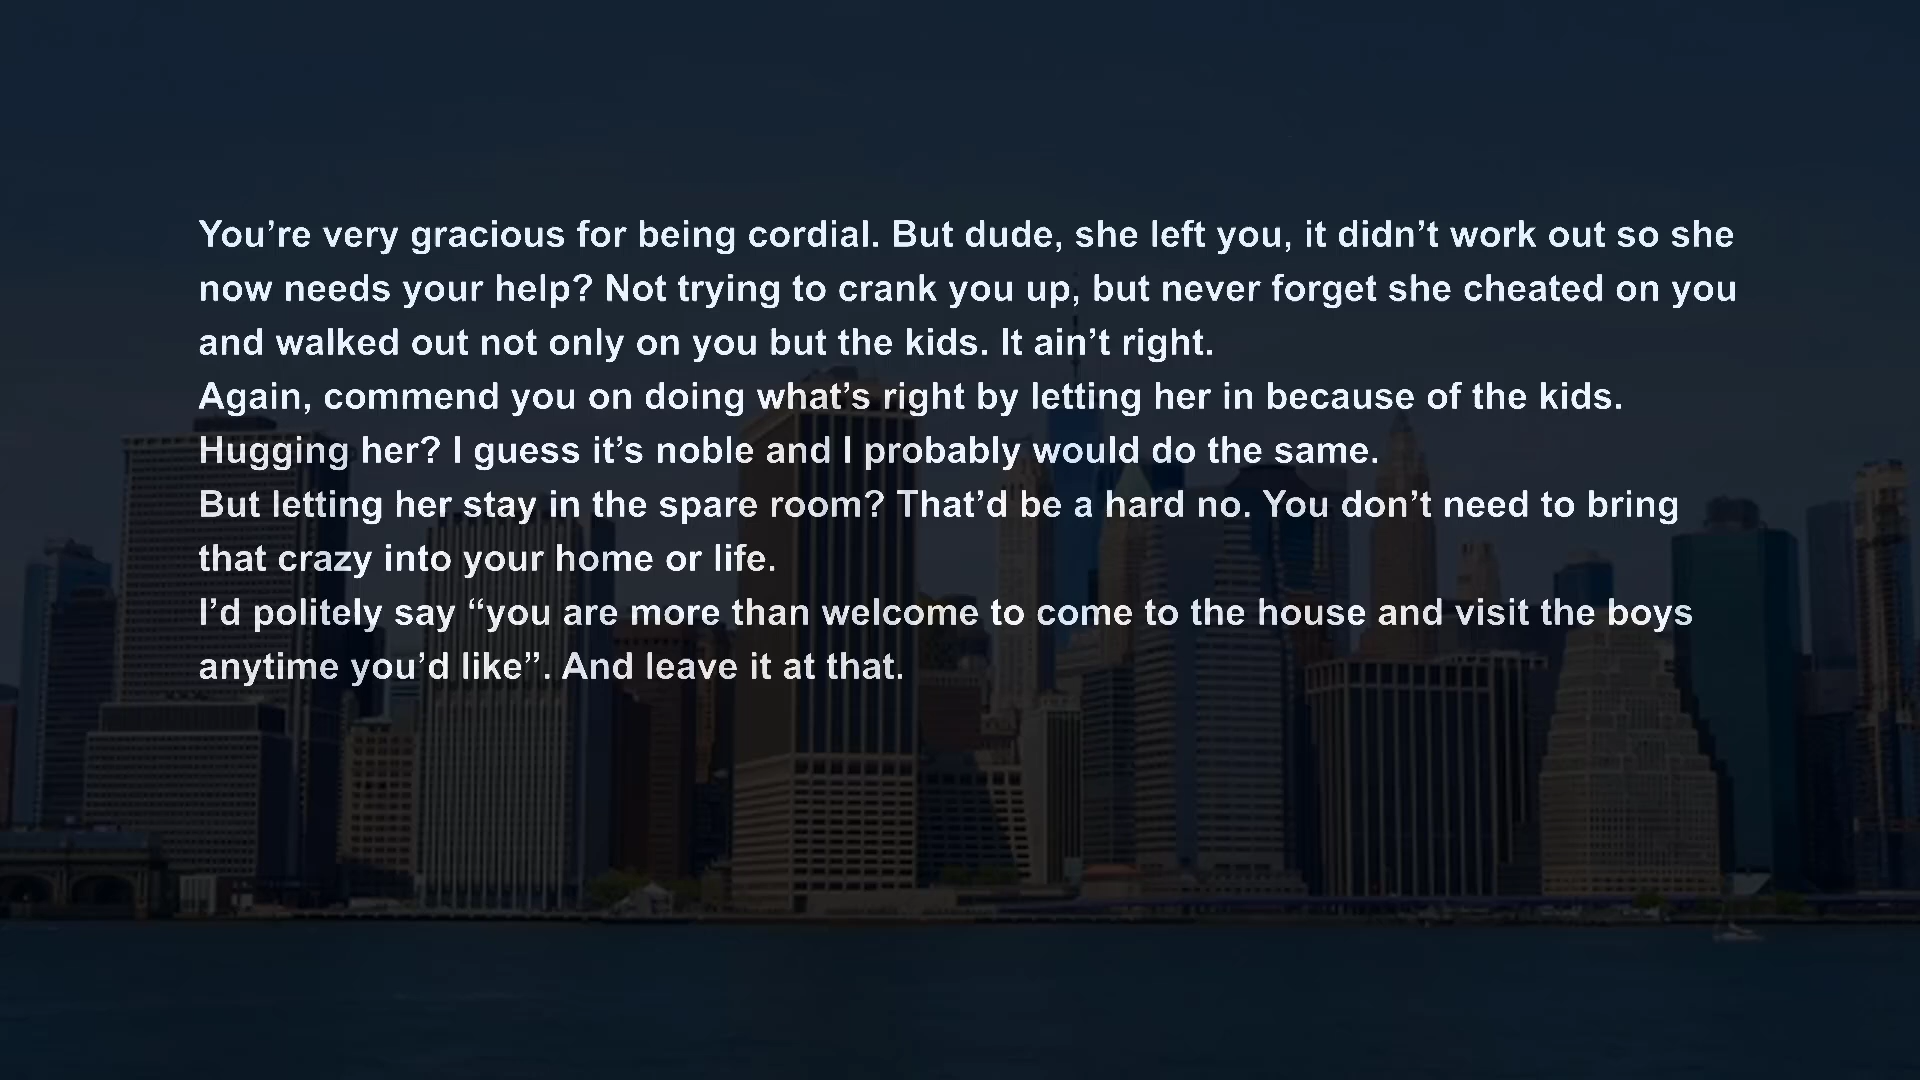 You’re very gracious for being cordial. But dude, she left you, it didn’t work out so she
now needs your help? Not trying to crank you up, but never forget she cheated on you
and walked out not only on you but the kids. It ain’t right.
Again, commend you on doing what’s right by letting her in because of the kids.
Hugging her? I guess it’s noble and I probably would do the same.
But letting her stay in the spare room? That’d be a hard no. You don’t need to bring
that crazy into your home or life.
I’d politely say “you are more than welcome to come to the house and visit the boys
anytime you’d like”. And leave it at that.